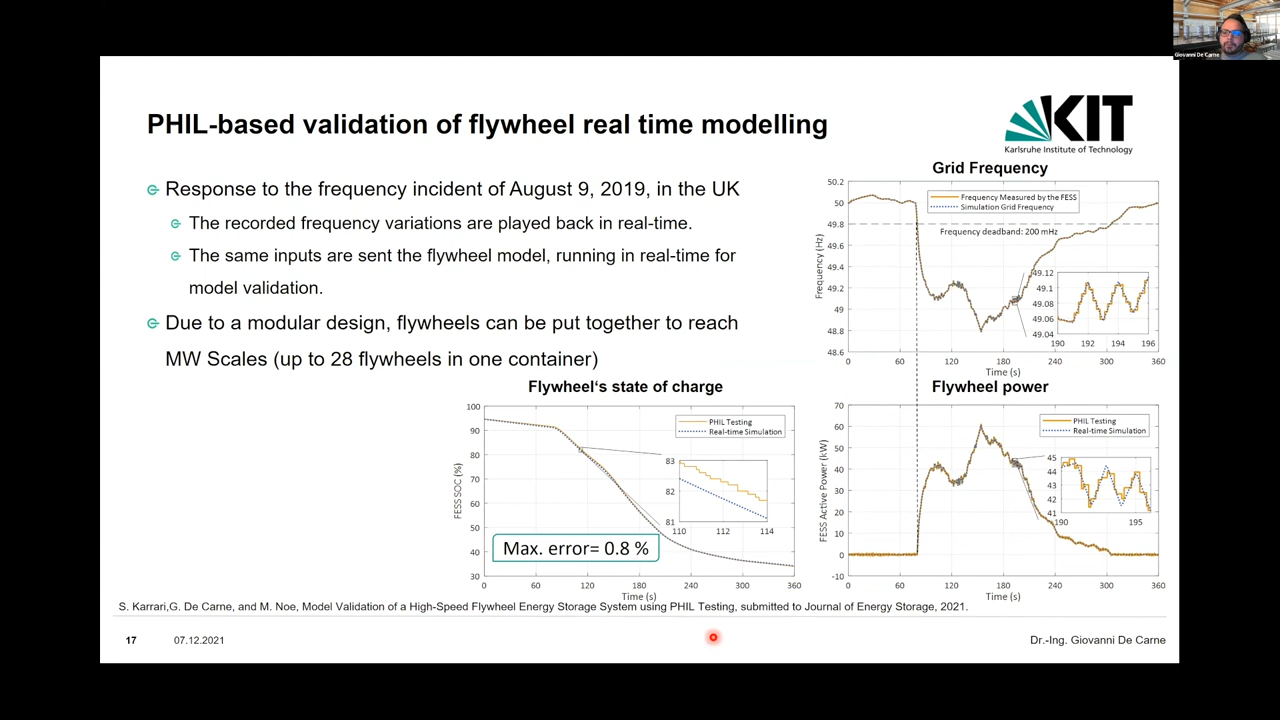 Giovanni De Carne
PHIL-based validation of flywheel real time modelling
KIT
Karlsruhe Institute of Technology
Response to the frequency incident of August 9, 2019, in the UK
The recorded frequency variations are played back in real-time.
The same inputs are sent the flywheel model, running in real-time for
model validation.
Due to a modular design, flywheels can be put together to reach
MW Scales (up to 28 flywheels in one container)
Grid Frequency
Frequency (Hz)
50.2
50
49.8
49.6
49.4
49.2
49
48.8
48.6
Frequency Measured by the FESS
Simulation Grid Frequency
Frequency deadband: 200 mHz
49.12
49.1
49.08
49.06
49.04
190 192 194 196
0 60 120 180 240 300 360
Time (s)
Flywheel‘s state of charge
FESS SOC (%)
100
90
80
70
60
50
40
30
PHIL Testing
Real-time Simulation
83
82
81
110 112 114
Max. error= 0.8 %
0 60 120 180 240 300 360
Time (s)
Flywheel power
FESS Active Power (kW)
70
60
50
40
30
20
10
0
-10
PHIL Testing
Real-time Simulation
45
44
43
42
41
190 195
0 60 120 180 240 300 360
Time (s)
S. Karrari,G. De Carne, and M. Noe, Model Validation of a High-Speed Flywheel Energy Storage System using PHIL Testing, submitted to Journal of Energy Storage, 2021.
17 07.12.2021 Dr.-Ing. Giovanni De Carne